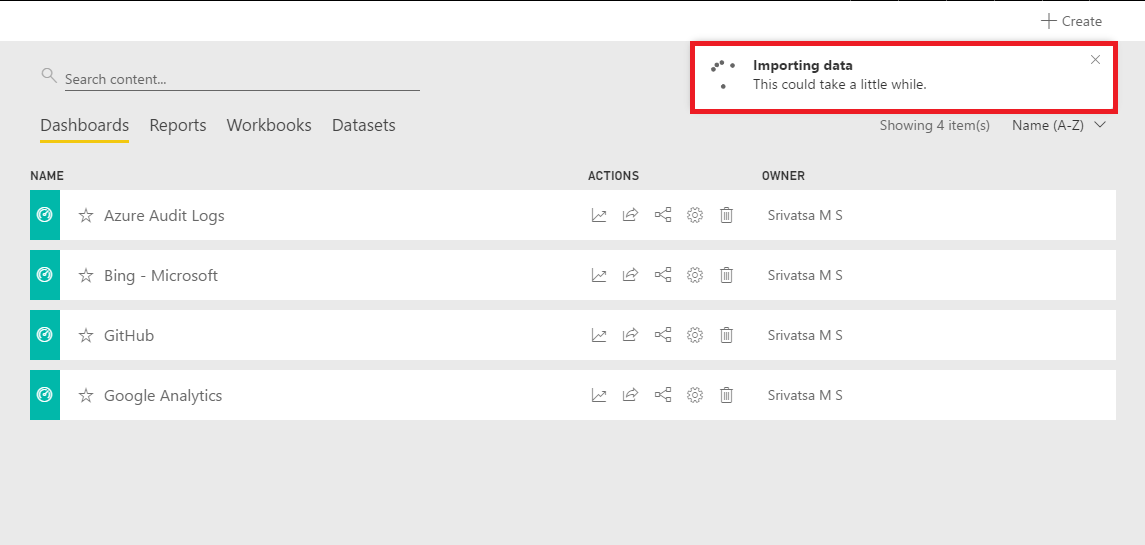 Create
Search content...
Importing data
This could take a little while.
Dashboards Reports Workbooks Datasets
Showing 4 item(s) Name (A-Z)
NAME ACTIONS OWNER
Azure Audit Logs Srivatsa M S
Bing - Microsoft Srivatsa M S
GitHub Srivatsa M S
Google Analytics Srivatsa M S